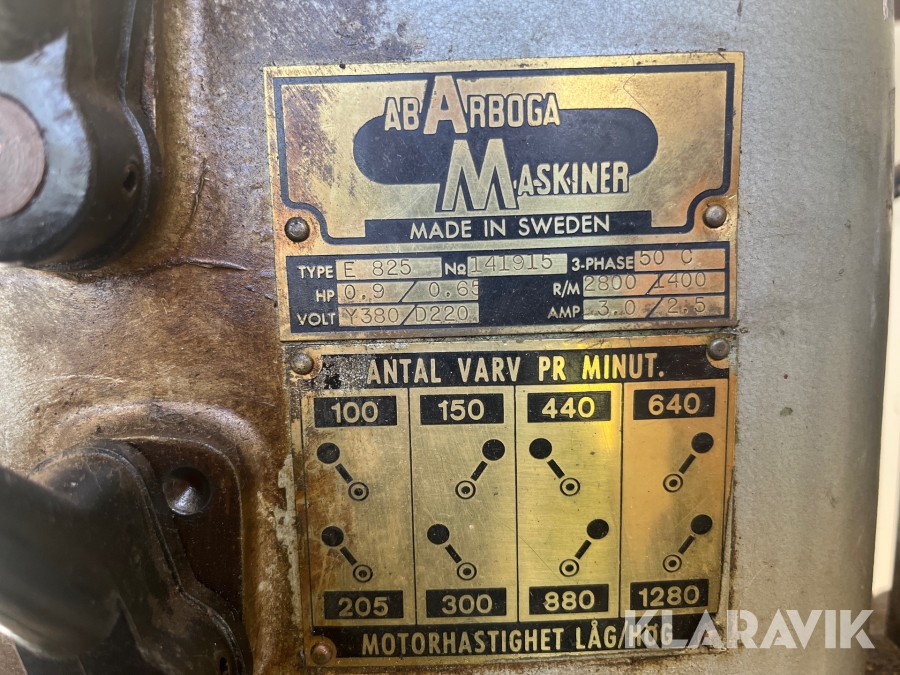 AB ARBOGA
MASKINER
MADE IN SWEDEN
TYPE E 825 No 141915 3-PHASE 50 C
HP 0.9 / 0.65 R/M 2800/1400
VOLT Y380/D220 AMP 3.0/2.5
ANTAL VARV PR MINUT.
100 150 440 640
205 300 880 1280
MOTORHASTIGHET LÅG/HÖG
KLARAVIK